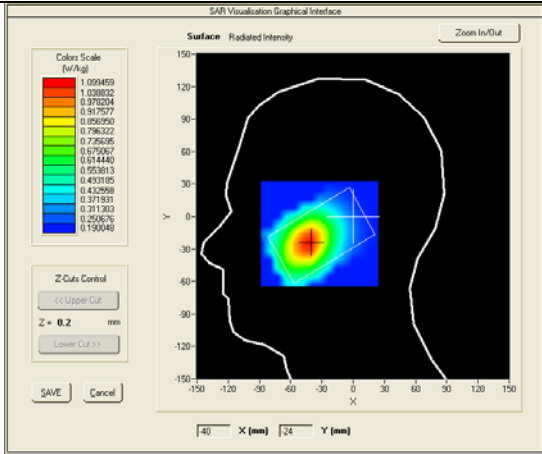 SAR Visualisation Graphical Interface
Surface Radiated Intensity
Zoom In/Out
Colors Scale
(W/kg)
1.099459
1.038832
0.978204
0.917577
0.856950
0.796322
0.735695
0.675067
0.614440
0.553813
0.493185
0.432558
0.371931
0.311303
0.250676
0.190048
Z-Cuts Control
<< Upper Cut
Z = 0.2 mm
Lower Cut >>
SAVE Cancel
150-
120-
90-
60-
30-
0-
-30-
-60-
-90-
-120-
-150-
Y
-150 -120 -90 -60 -30 0 30 60 90 120 150
X
-40 X (mm) -24 Y (mm)